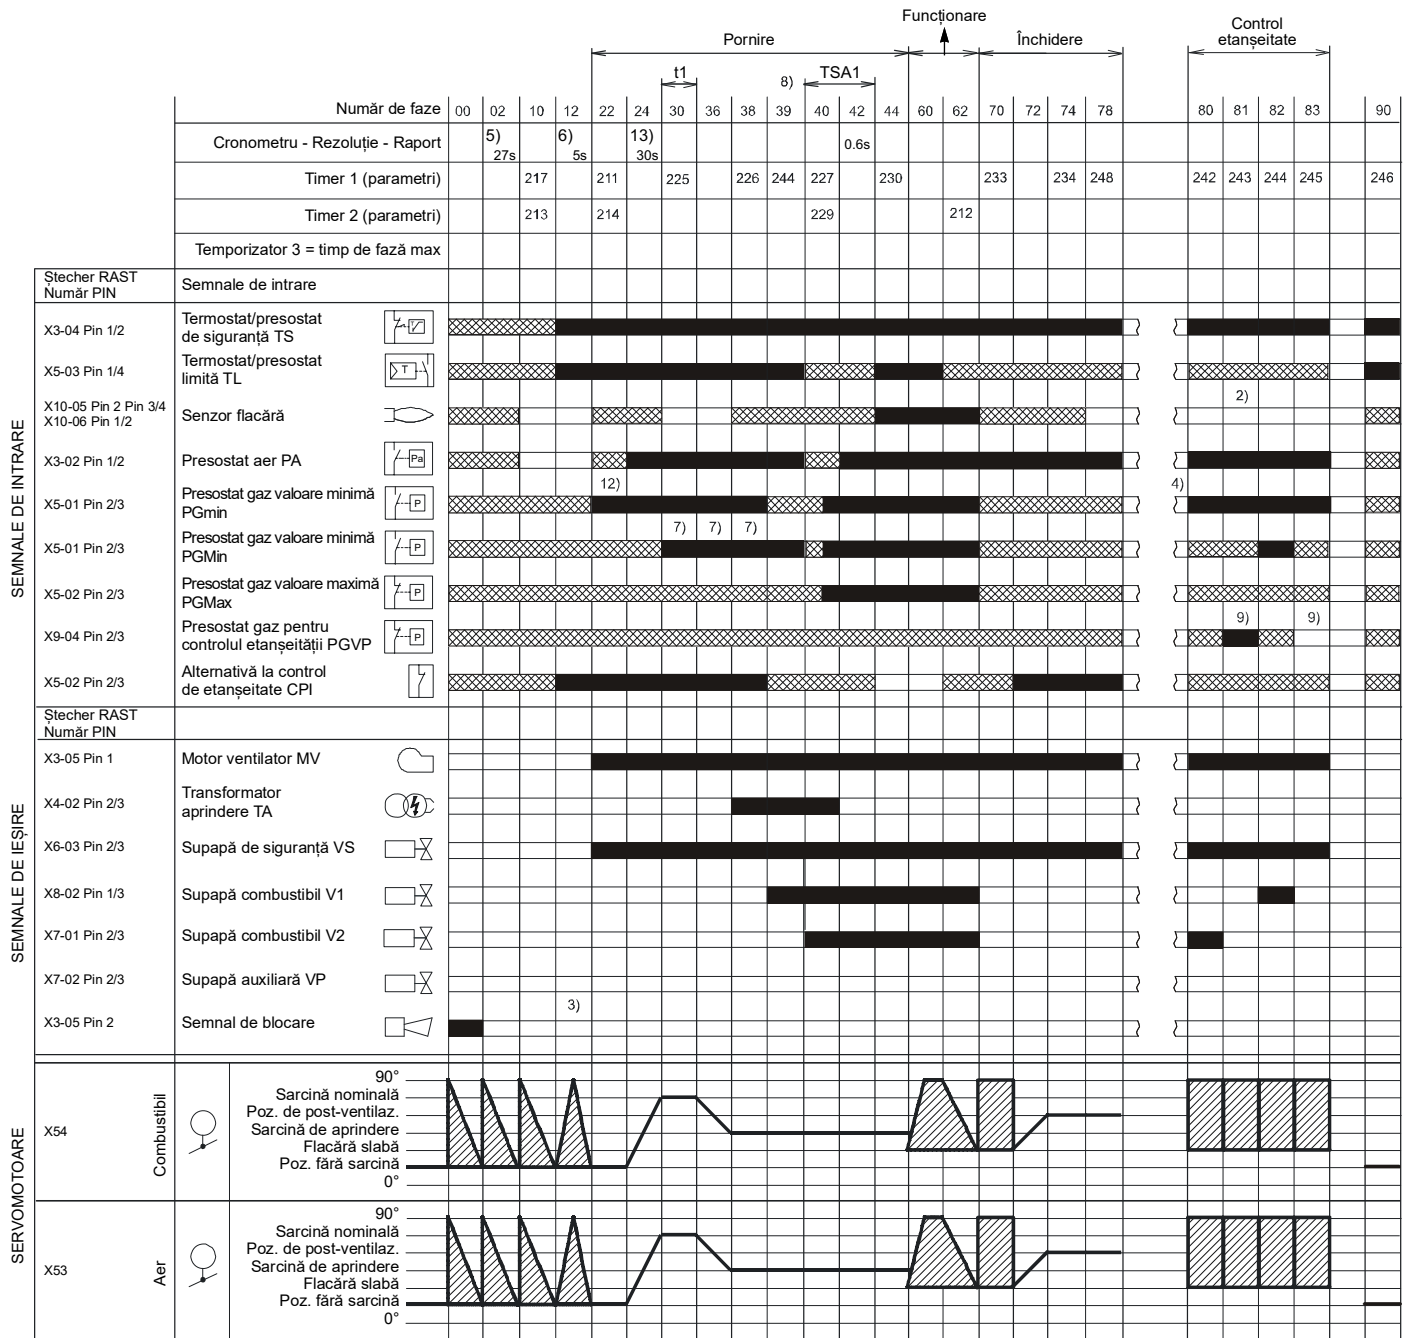 Funcționare
Pornire
Închidere
Control
etanșeitate
t1
8)
TSA1
Număr de faze 00 02 10 12 22 24 30 36 38 39 40 42 44 60 62 70 72 74 78 80 81 82 83 90
Cronometru - Rezoluție - Raport 5) 27s 6) 5s 13) 30s 0.6s
Timer 1 (parametri) 217 211 225 226 244 227 230 233 234 248 242 243 244 245 246
Timer 2 (parametri) 213 214 229 212
Temporizator 3 = timp de fază max
Ștecher RAST
Număr PIN
Semnale de intrare
SEMNALE DE INTRARE
X3-04 Pin 1/2
Termostat/presostat
de siguranță TS
X5-03 Pin 1/4
Termostat/presostat
limită TL
T
2)
X10-05 Pin 2 Pin 3/4
X10-06 Pin 1/2
Senzor flacără
X3-02 Pin 1/2
Presostat aer PA
Pa
12)
4)
X5-01 Pin 2/3
Presostat gaz valoare minimă
PGmin
P
7) 7) 7)
X5-01 Pin 2/3
Presostat gaz valoare minimă
PGMin
P
X5-02 Pin 2/3
Presostat gaz valoare maximă
PGMax
P
9) 9)
X9-04 Pin 2/3
Presostat gaz pentru
controlul etanșeității PGVP
P
X5-02 Pin 2/3
Alternativă la control
de etanșeitate CPI
Ștecher RAST
Număr PIN
SEMNALE DE IEȘIRE
X3-05 Pin 1
Motor ventilator MV
X4-02 Pin 2/3
Transformator
aprindere TA
X6-03 Pin 2/3
Supapă de siguranță VS
X8-02 Pin 1/3
Supapă combustibil V1
X7-01 Pin 2/3
Supapă combustibil V2
X7-02 Pin 2/3
Supapă auxiliară VP
3)
X3-05 Pin 2
Semnal de blocare
SERVOMOTOARE
X54
Combustibil
90°
Sarcină nominală
Poz. de post-ventilaz.
Sarcină de aprindere
Flacără slabă
Poz. fără sarcină
0°
X53
Aer
90°
Sarcină nominală
Poz. de post-ventilaz.
Sarcină de aprindere
Flacără slabă
Poz. fără sarcină
0°